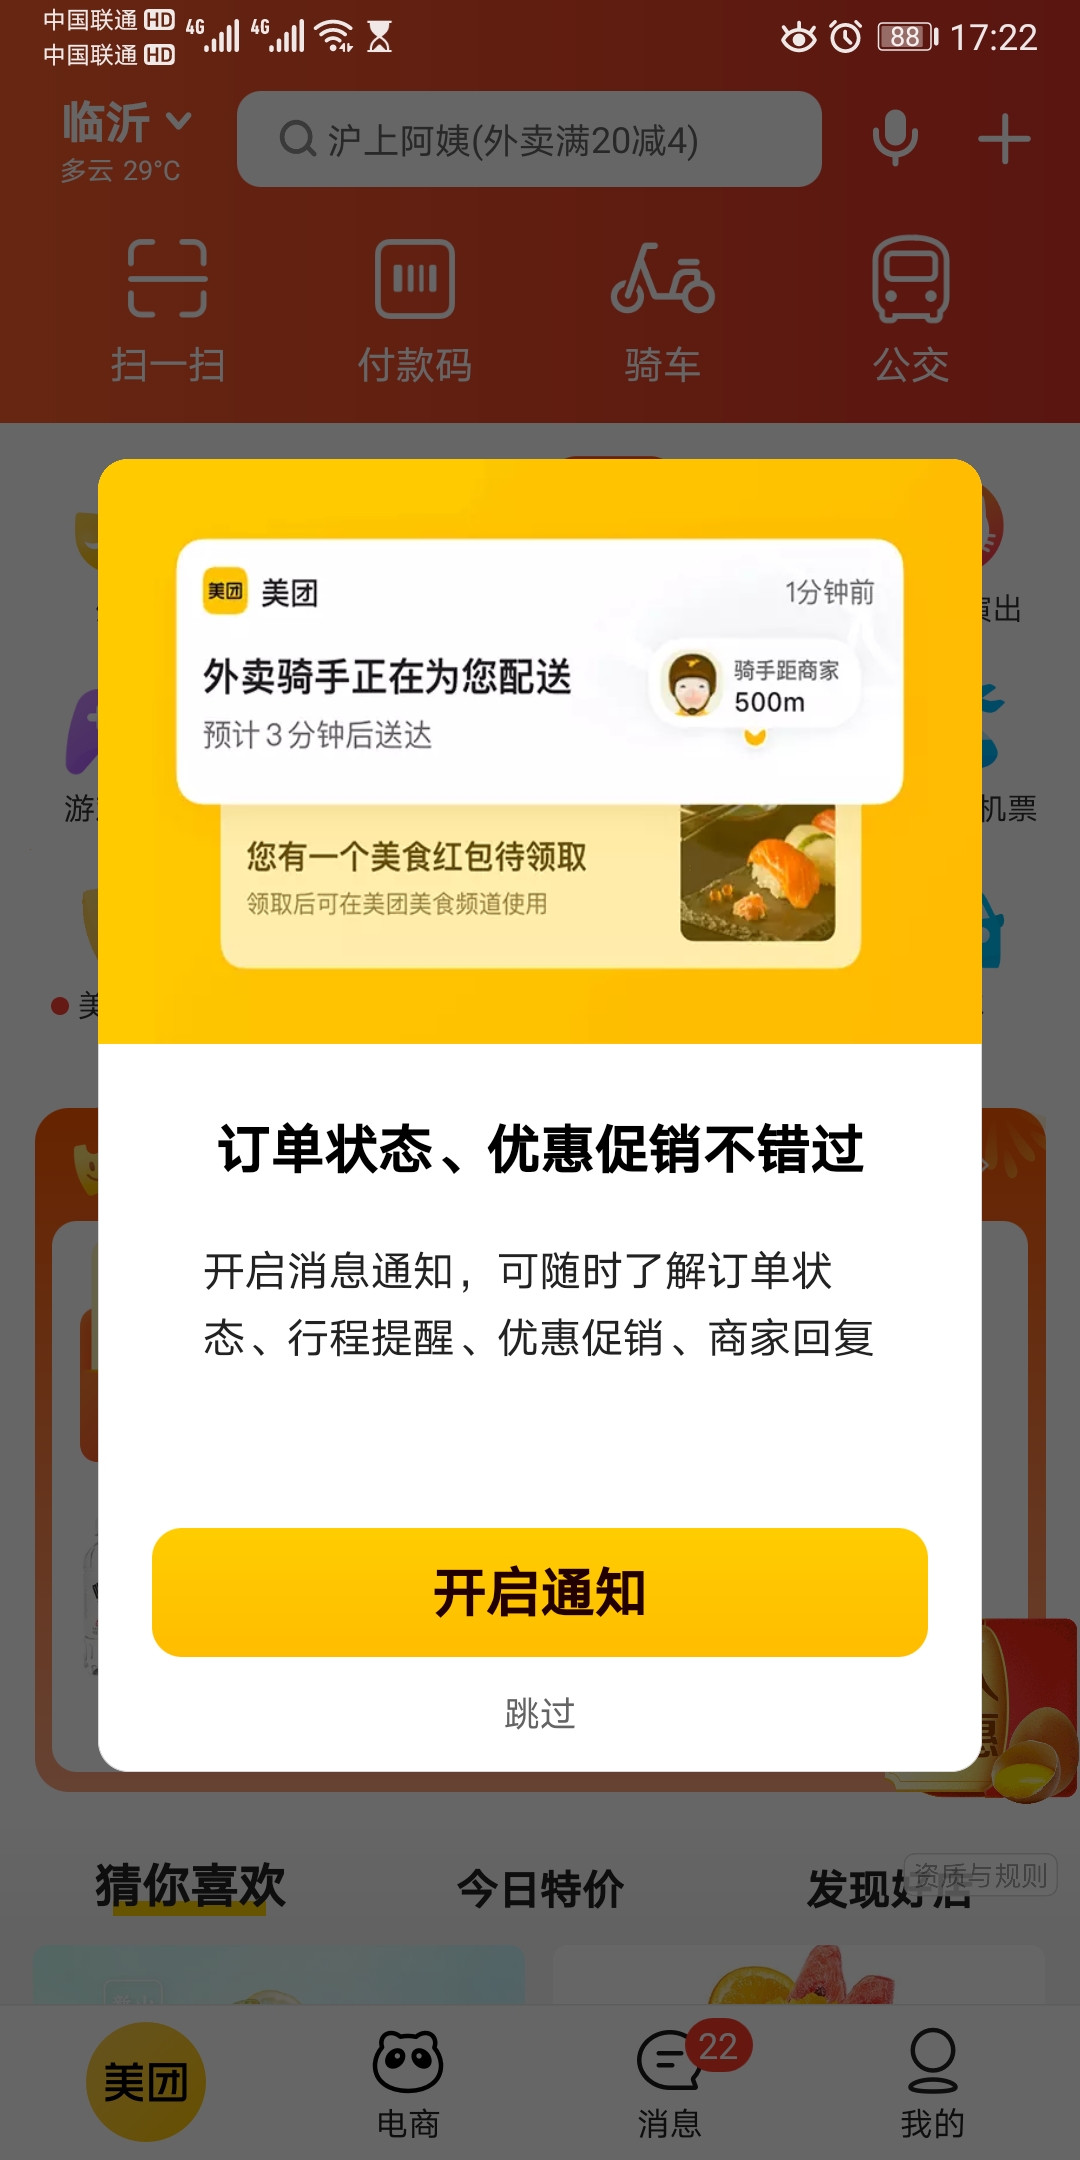 中国联通 HD 4G 4G 88 17:22
中国联通 HD
临沂
多云 29°C
沪上阿姨(外卖满20减4)
扫一扫 付款码 骑车 公交
演出
美团 美团 1分钟前
外卖骑手正在为您配送
预计3分钟后送达
骑手距商家
500m
游 机票
您有一个美食红包待领取
领取后可在美团美食频道使用
美
订单状态、优惠促销不错过
开启消息通知，可随时了解订单状
态、行程提醒、优惠促销、商家回复
开启通知
跳过
惠
猜你喜欢 今日特价 发现好店
资质与规则
美团 电商 消息 22 我的